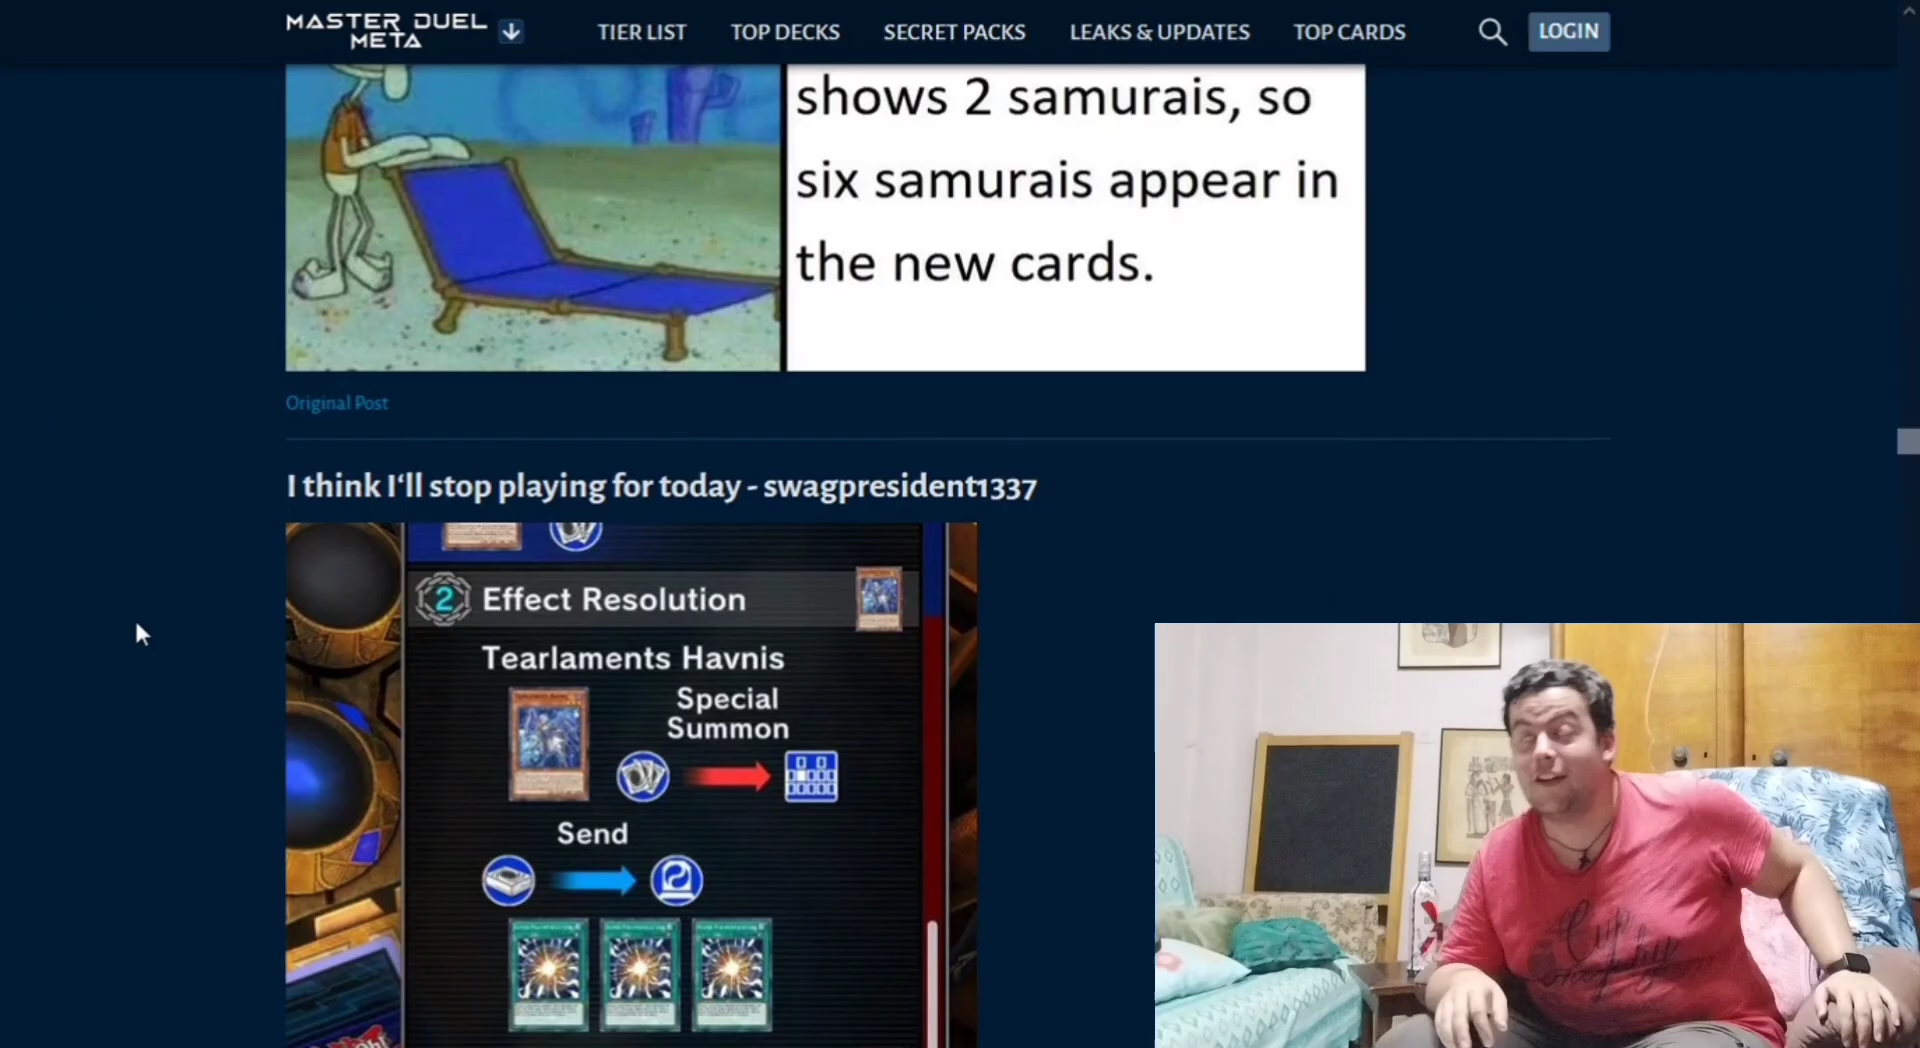 MASTER DUEL
META
TIER LIST
TOP DECKS
SECRET PACKS
LEAKS & UPDATES
TOP CARDS
LOGIN
shows 2 samurais, so
six samurais appear in
the new cards.
Original Post
I think I'll stop playing for today - swagpresident1337
2 Effect Resolution
Tearlaments Havnis
Special
Summon
Send